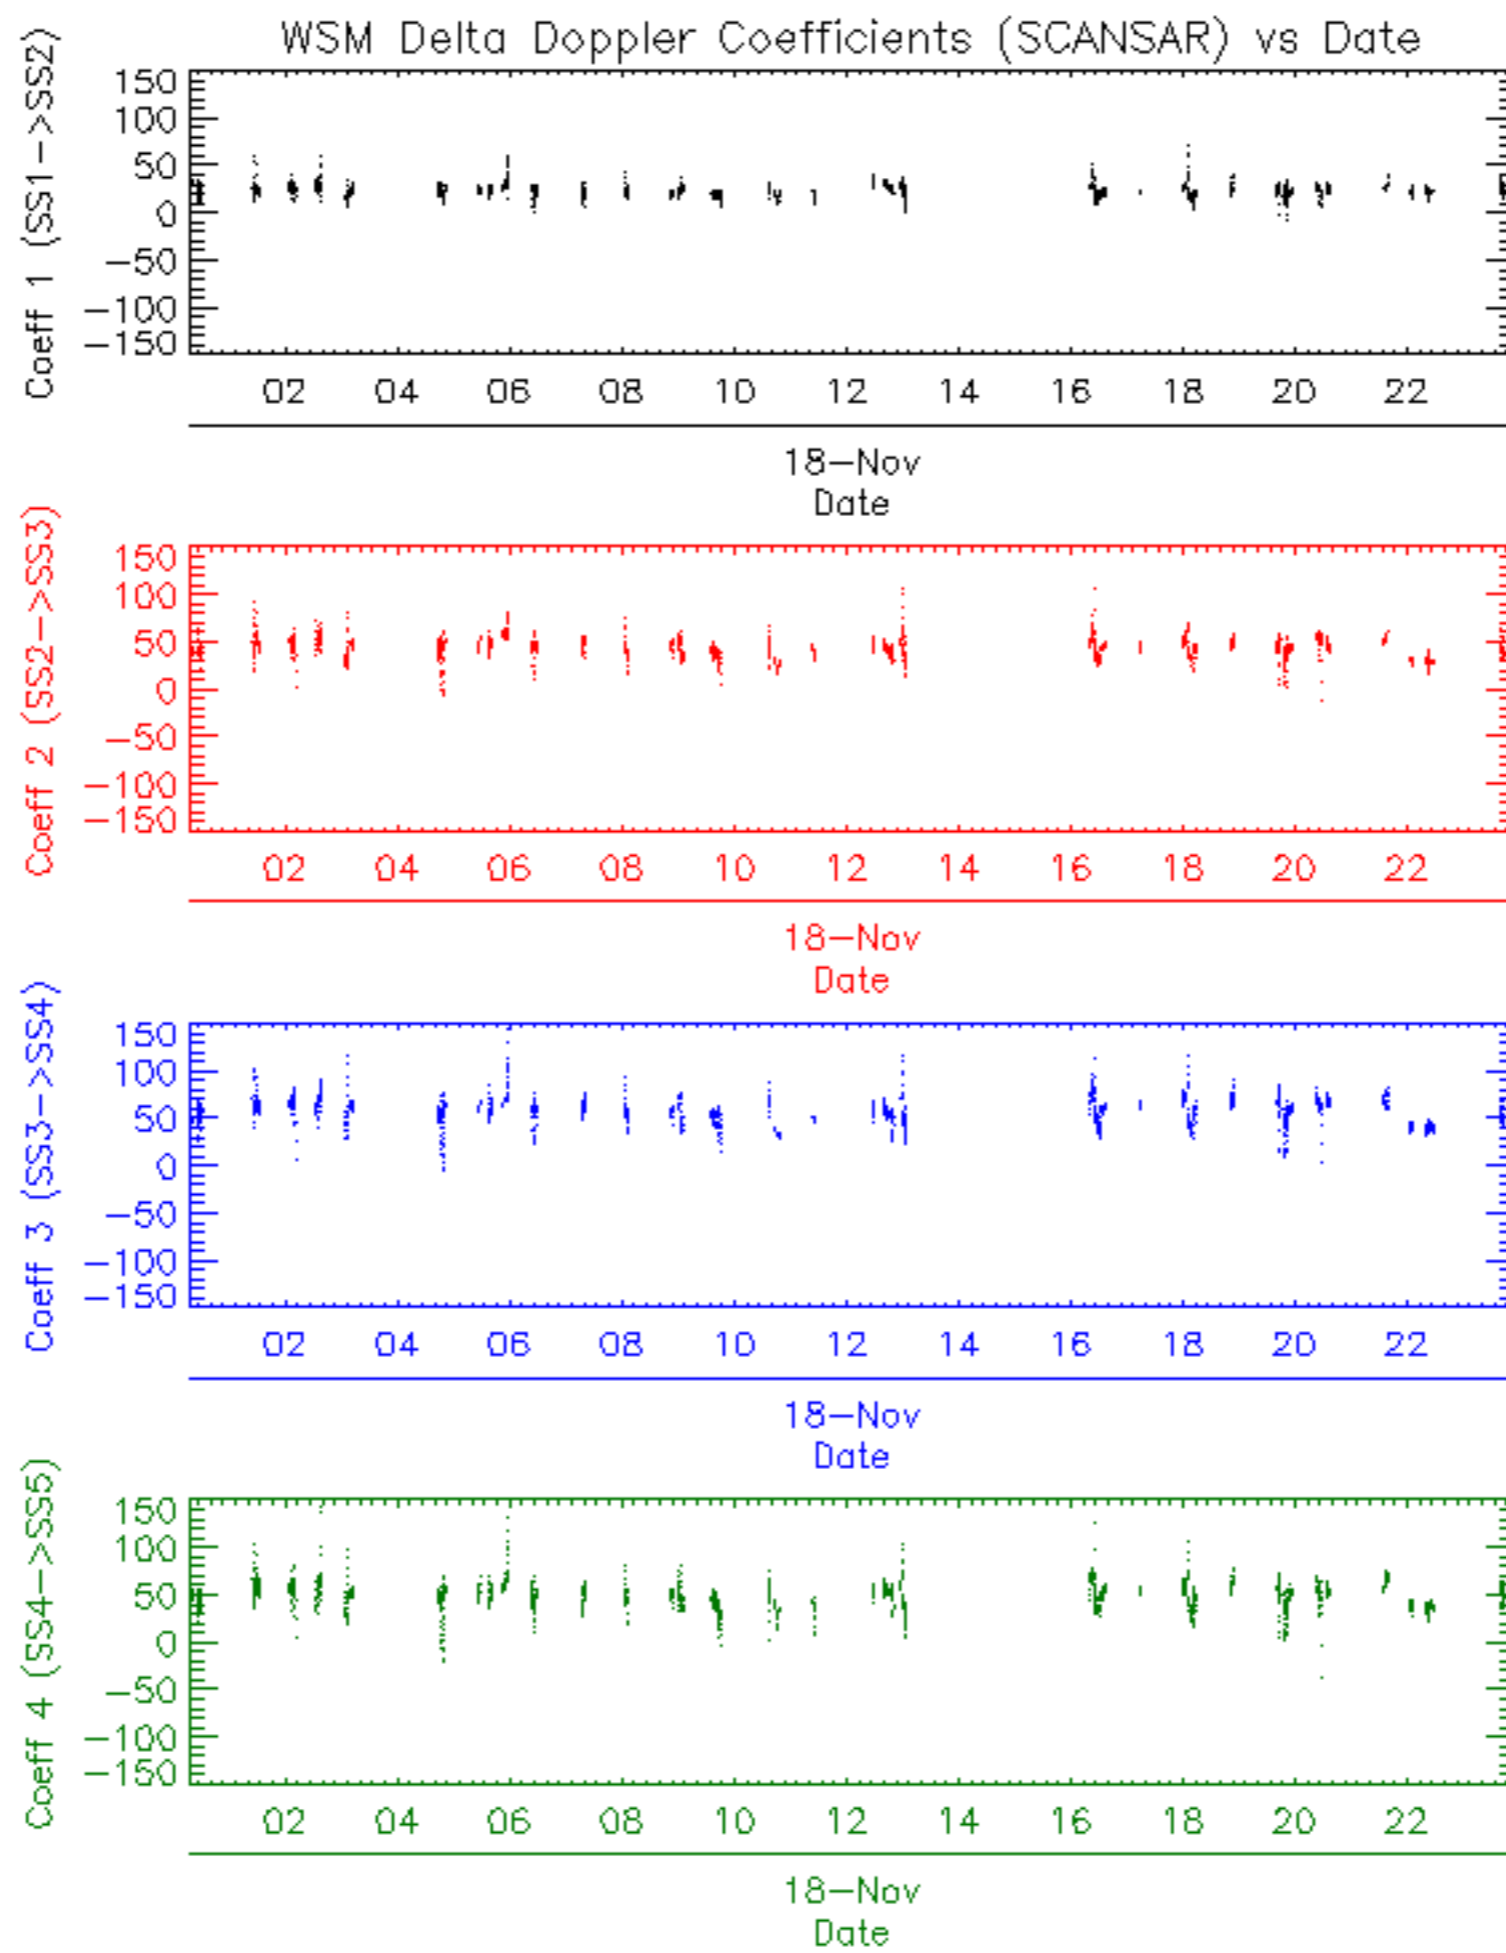 WSM Delta Doppler Coefficients (SCANSAR) vs Date
Coeff 1 (SS1->SS2)
150
100
50
0
-50
-100
-150
02 04 06 08 10 12 14 16 18 20 22
18-Nov
Date
Coeff 2 (SS2->SS3)
150
100
50
0
-50
-100
-150
02 04 06 08 10 12 14 16 18 20 22
18-Nov
Date
Coeff 3 (SS3->SS4)
150
100
50
0
-50
-100
-150
02 04 06 08 10 12 14 16 18 20 22
18-Nov
Date
Coeff 4 (SS4->SS5)
150
100
50
0
-50
-100
-150
02 04 06 08 10 12 14 16 18 20 22
18-Nov
Date